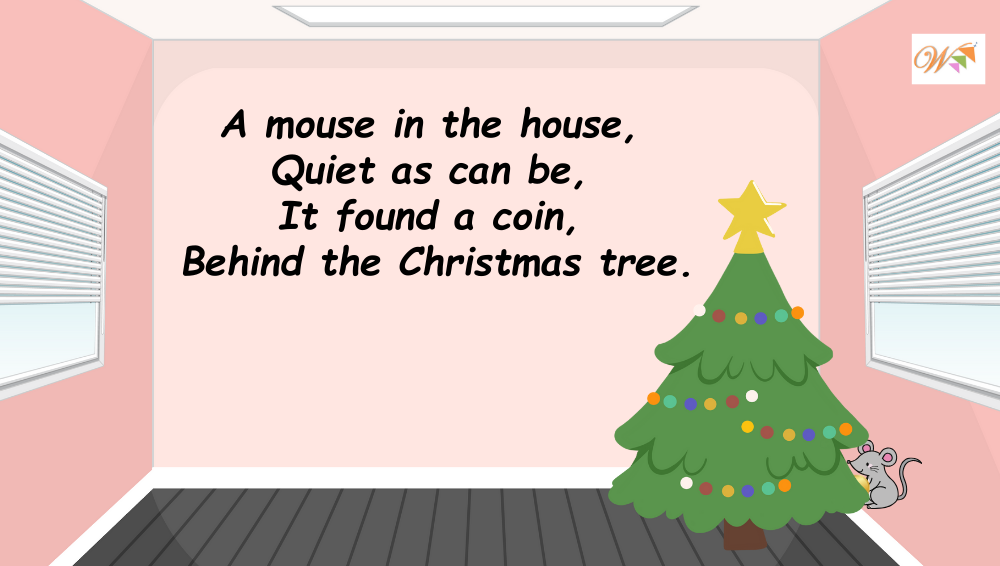 A mouse in the house,
Quiet as can be,
It found a coin,
Behind the Christmas tree.
W